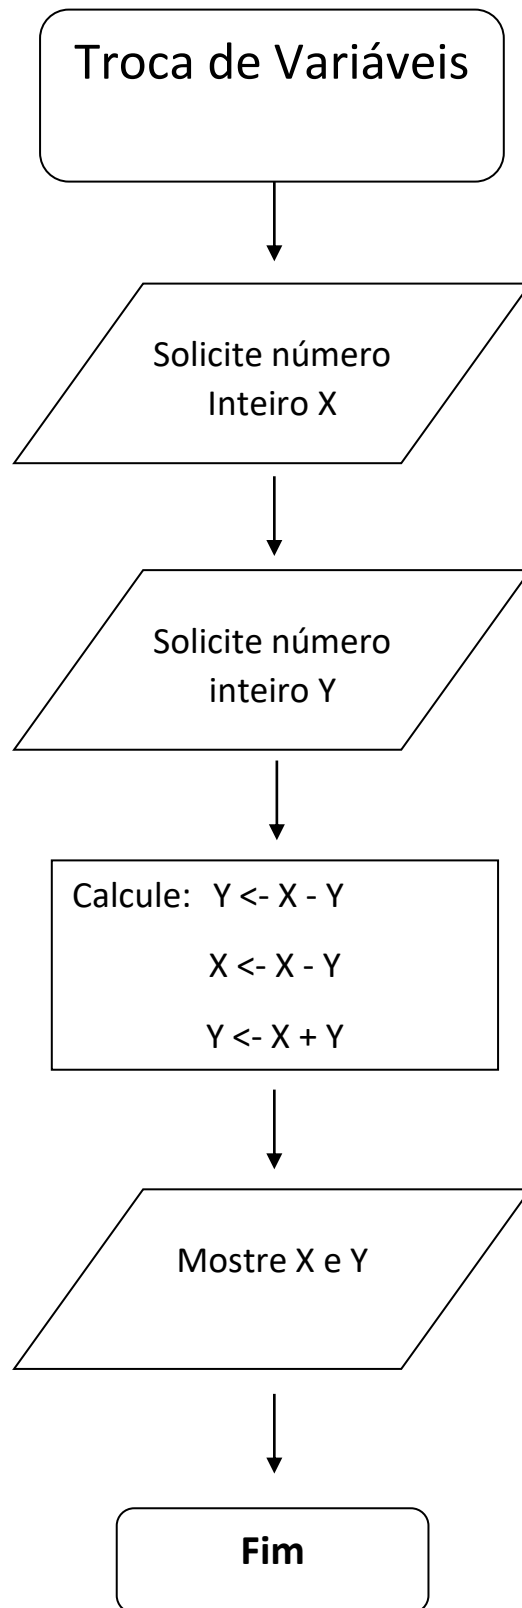 Troca de Variáveis
Solicite número
Inteiro X
Solicite número
inteiro Y
Calcule: Y <- X - Y
X <- X - Y
Y <- X + Y
Mostre X e Y
Fim